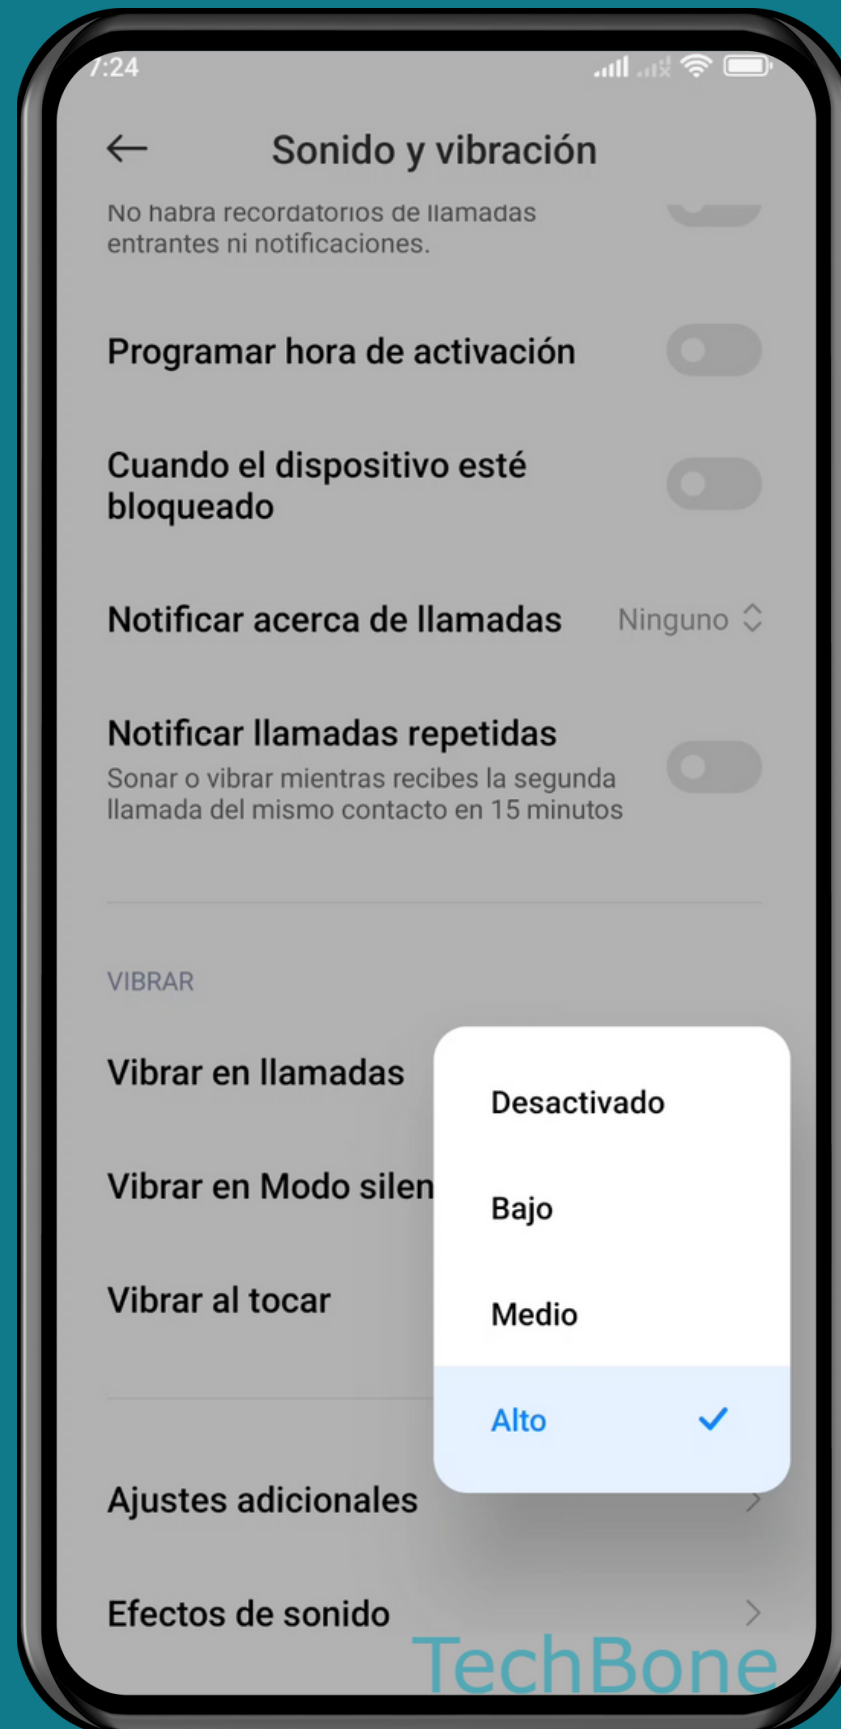 7:24
Sonido y vibración
No habrá recordatorios de llamadas
entrantes ni notificaciones.
Programar hora de activación
Cuando el dispositivo esté
bloqueado
Notificar acerca de llamadas Ninguno
Notificar llamadas repetidas
Sonar o vibrar mientras recibes la segunda
llamada del mismo contacto en 15 minutos
VIBRAR
Vibrar en llamadas
Desactivado
Vibrar en Modo silen
Bajo
Vibrar al tocar
Medio
Alto
Ajustes adicionales
Efectos de sonido
TechBone